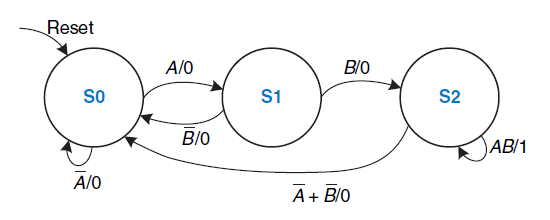 Reset
A/0
B/0
S0
S1
S2
B̅/0
AB/1
A̅/0
A̅ + B̅/0